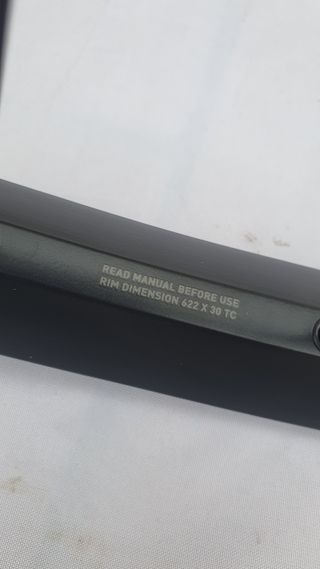 READ MANUAL BEFORE USE
RIM DIMENSION 622 X 30 TC